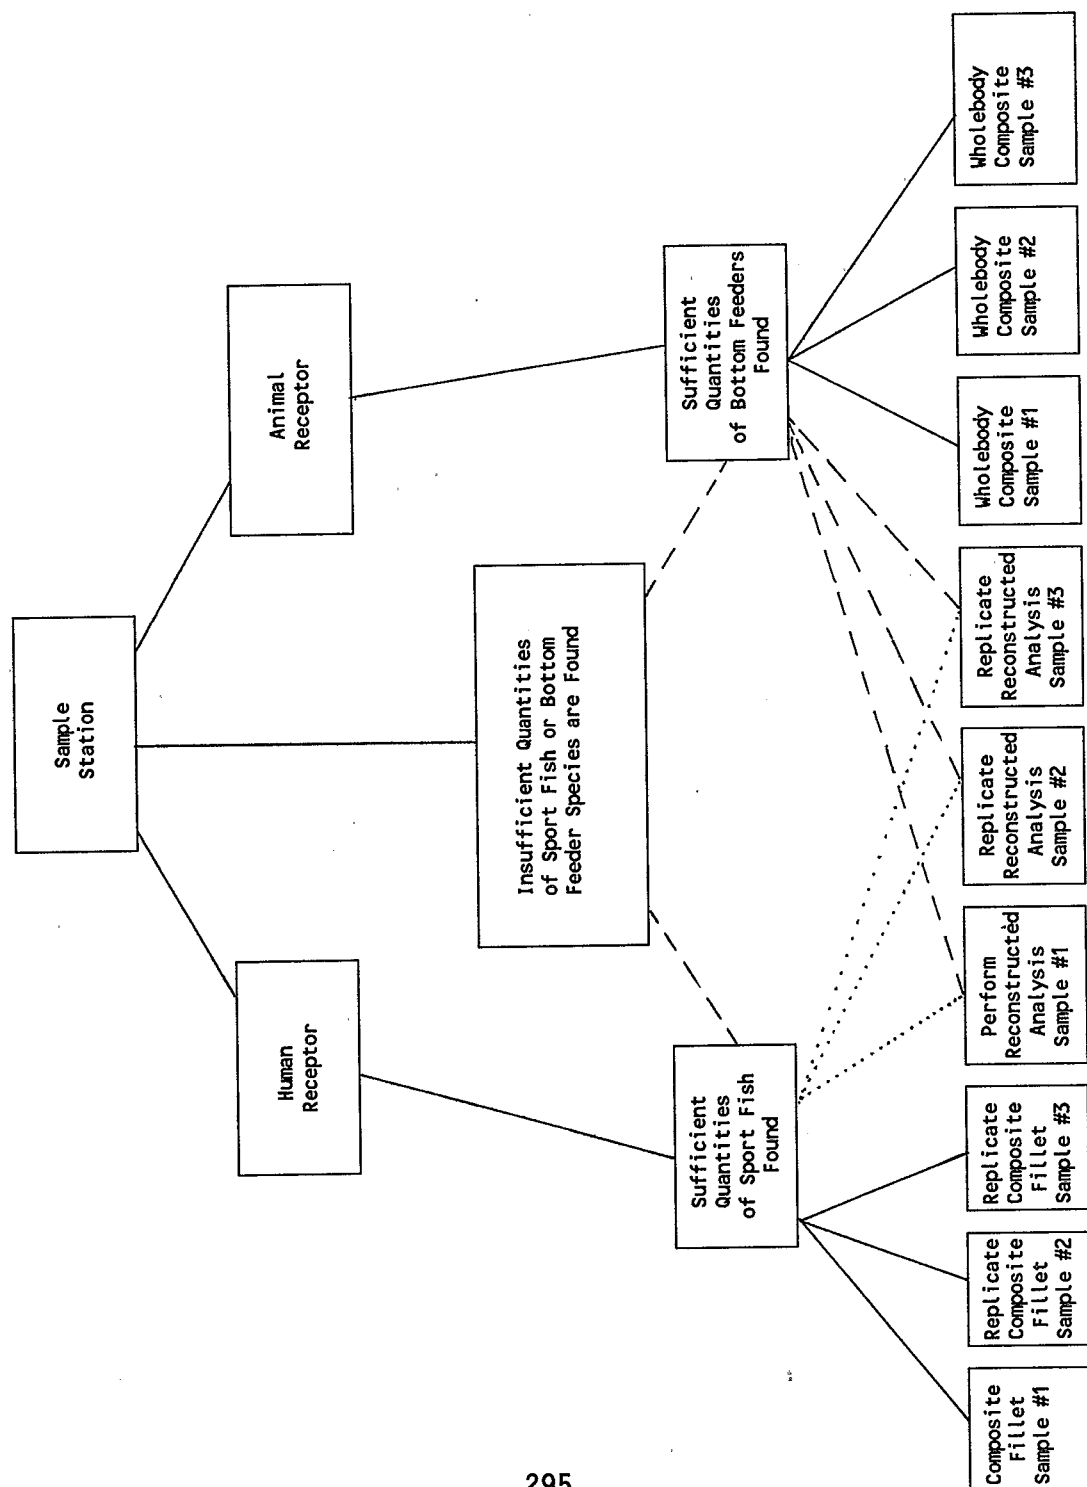 Sample
Station
Human
Receptor
Animal
Receptor
Insufficient Quantities
of Sport Fish or Bottom
Feeder Species are Found
Sufficient
Quantities
of Sport Fish
Found
Sufficient
Quantities
of Bottom Feeders
Found
Composite
Fillet
Sample #1
Replicate
Composite
Fillet
Sample #2
Replicate
Composite
Fillet
Sample #3
Perform
Reconstructed
Analysis
Sample #1
Replicate
Reconstructed
Analysis
Sample #2
Replicate
Reconstructed
Analysis
Sample #3
Wholebody
Composite
Sample #1
Wholebody
Composite
Sample #2
Wholebody
Composite
Sample #3
295